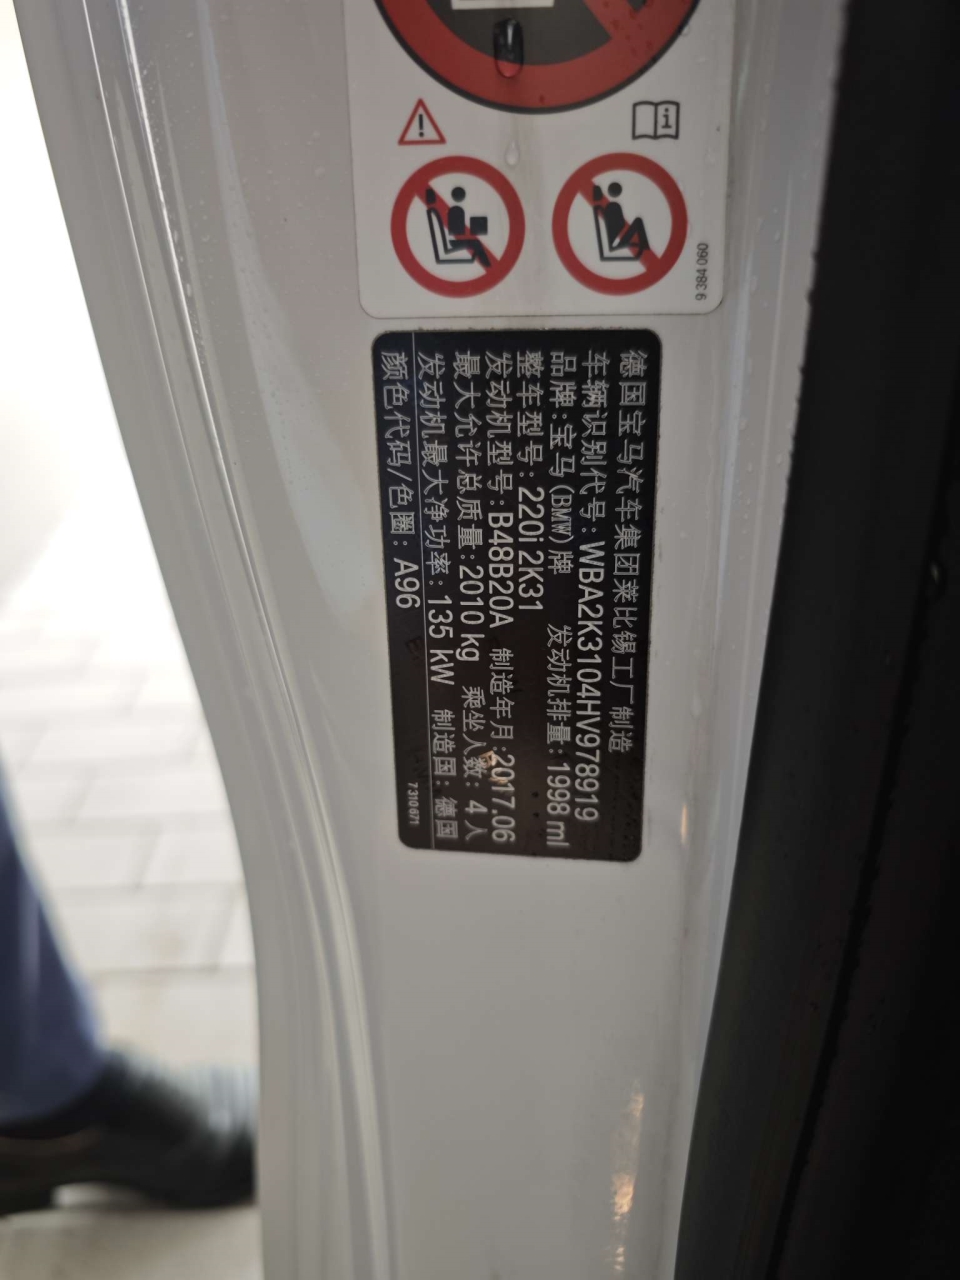 9 384 060
德国宝马汽车集团莱比锡工厂制造
车辆识别代号:WBA2K3104HV978919
品牌:宝马(BMW)牌 发动机排量:1998 ml
整车型号:220i 2K31
发动机型号:B48B20A 制造年月:2017.06
最大允许总质量:2010 kg 乘坐人数: 4 人
发动机最大净功率: 135 kW 制造国: 德国
颜色代码/色圈: A96
7 310 671